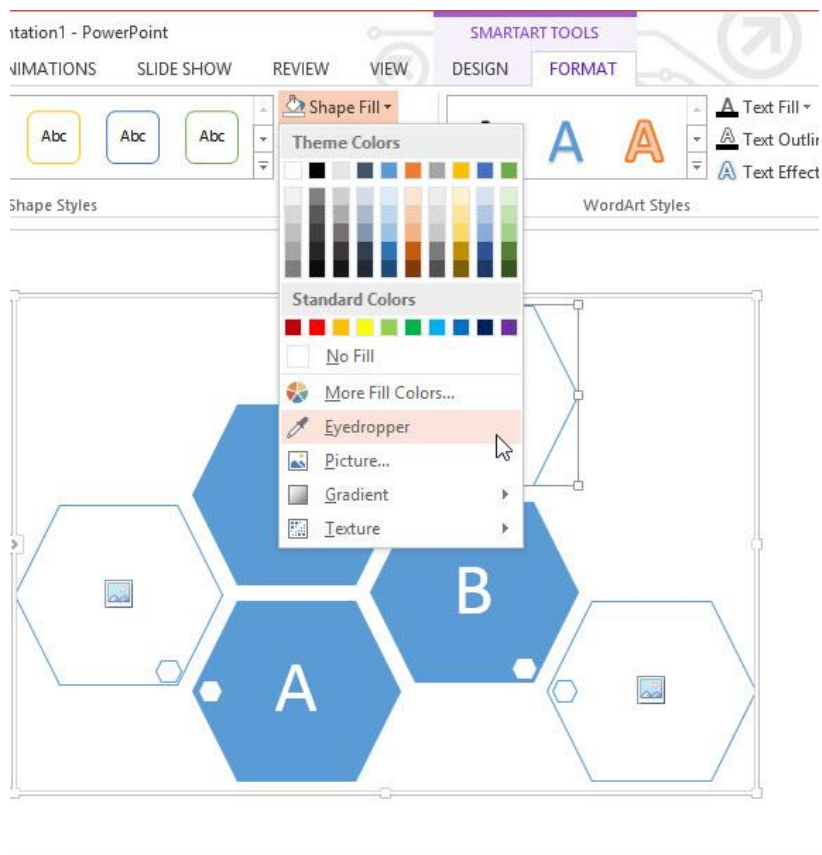 ntation1 - PowerPoint
SMARTART TOOLS
NIMATIONS SLIDE SHOW REVIEW VIEW DESIGN FORMAT
Abc Abc Abc
Shape Fill
Text Fill
Text Outlin
Text Effect
A A
Shape Styles
WordArt Styles
Theme Colors
Standard Colors
No Fill
More Fill Colors...
Eyedropper
Picture...
Gradient
Texture
B
A